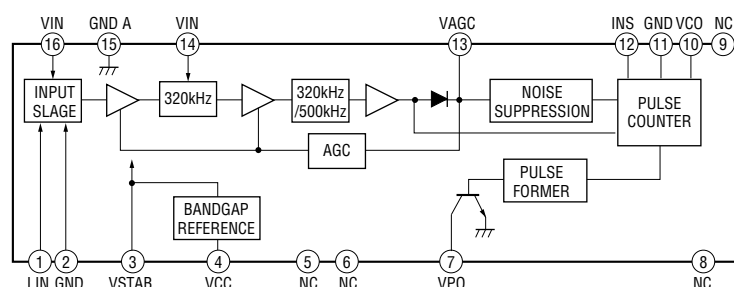 VIN GND A VIN VAGC INS GND VCO NC
16 15 14 13 12 11 10 9
INPUT
SLAGE
320kHz
320kHz
/500kHz
NOISE
SUPPRESSION
PULSE
COUNTER
AGC
PULSE
FORMER
BANDGAP
REFERENCE
1 2 3 4 5 6 7 8
LIN GND VSTAB VCC NC NC VPO NC